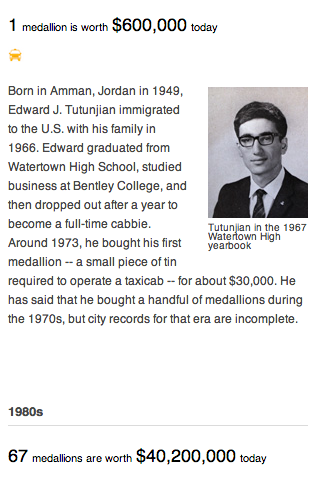 1 medallion is worth $600,000 today
Born in Amman, Jordan in 1949,
Edward J. Tutunjian immigrated
to the U.S. with his family in
1966. Edward graduated from
Watertown High School, studied
business at Bentley College, and
then dropped out after a year to
become a full-time cabbie.
Around 1973, he bought his first
medallion -- a small piece of tin
required to operate a taxicab -- for about $30,000. He
has said that he bought a handful of medallions during
the 1970s, but city records for that era are incomplete.
Tutunjian in the 1967
Watertown High
yearbook
1980s
67 medallions are worth $40,200,000 today